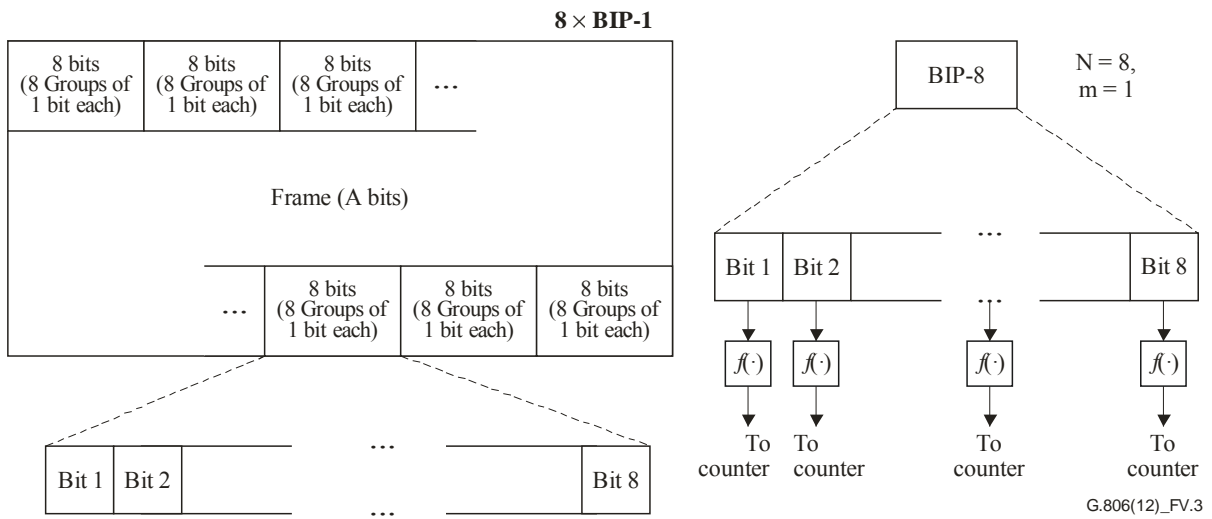 8 × BIP-1
8 bits
(8 Groups of
1 bit each)
8 bits
(8 Groups of
1 bit each)
8 bits
(8 Groups of
1 bit each)
...
Frame (A bits)
...
8 bits
(8 Groups of
1 bit each)
8 bits
(8 Groups of
1 bit each)
8 bits
(8 Groups of
1 bit each)
...
Bit 1
Bit 2
Bit 8
...
BIP-8
N = 8,
m = 1
...
Bit 1
Bit 2
Bit 8
...
f(·)
f(·)
f(·)
f(·)
To
counter
To
counter
To
counter
To
counter
G.806(12)_FV.3